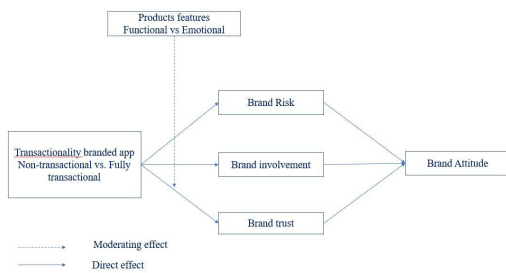 Products features
Functional vs Emotional
Brand Risk
Transactionality branded app
Non-transactional vs. Fully
transactional
Brand involvement
Brand Attitude
Brand trust
Moderating effect
Direct effect